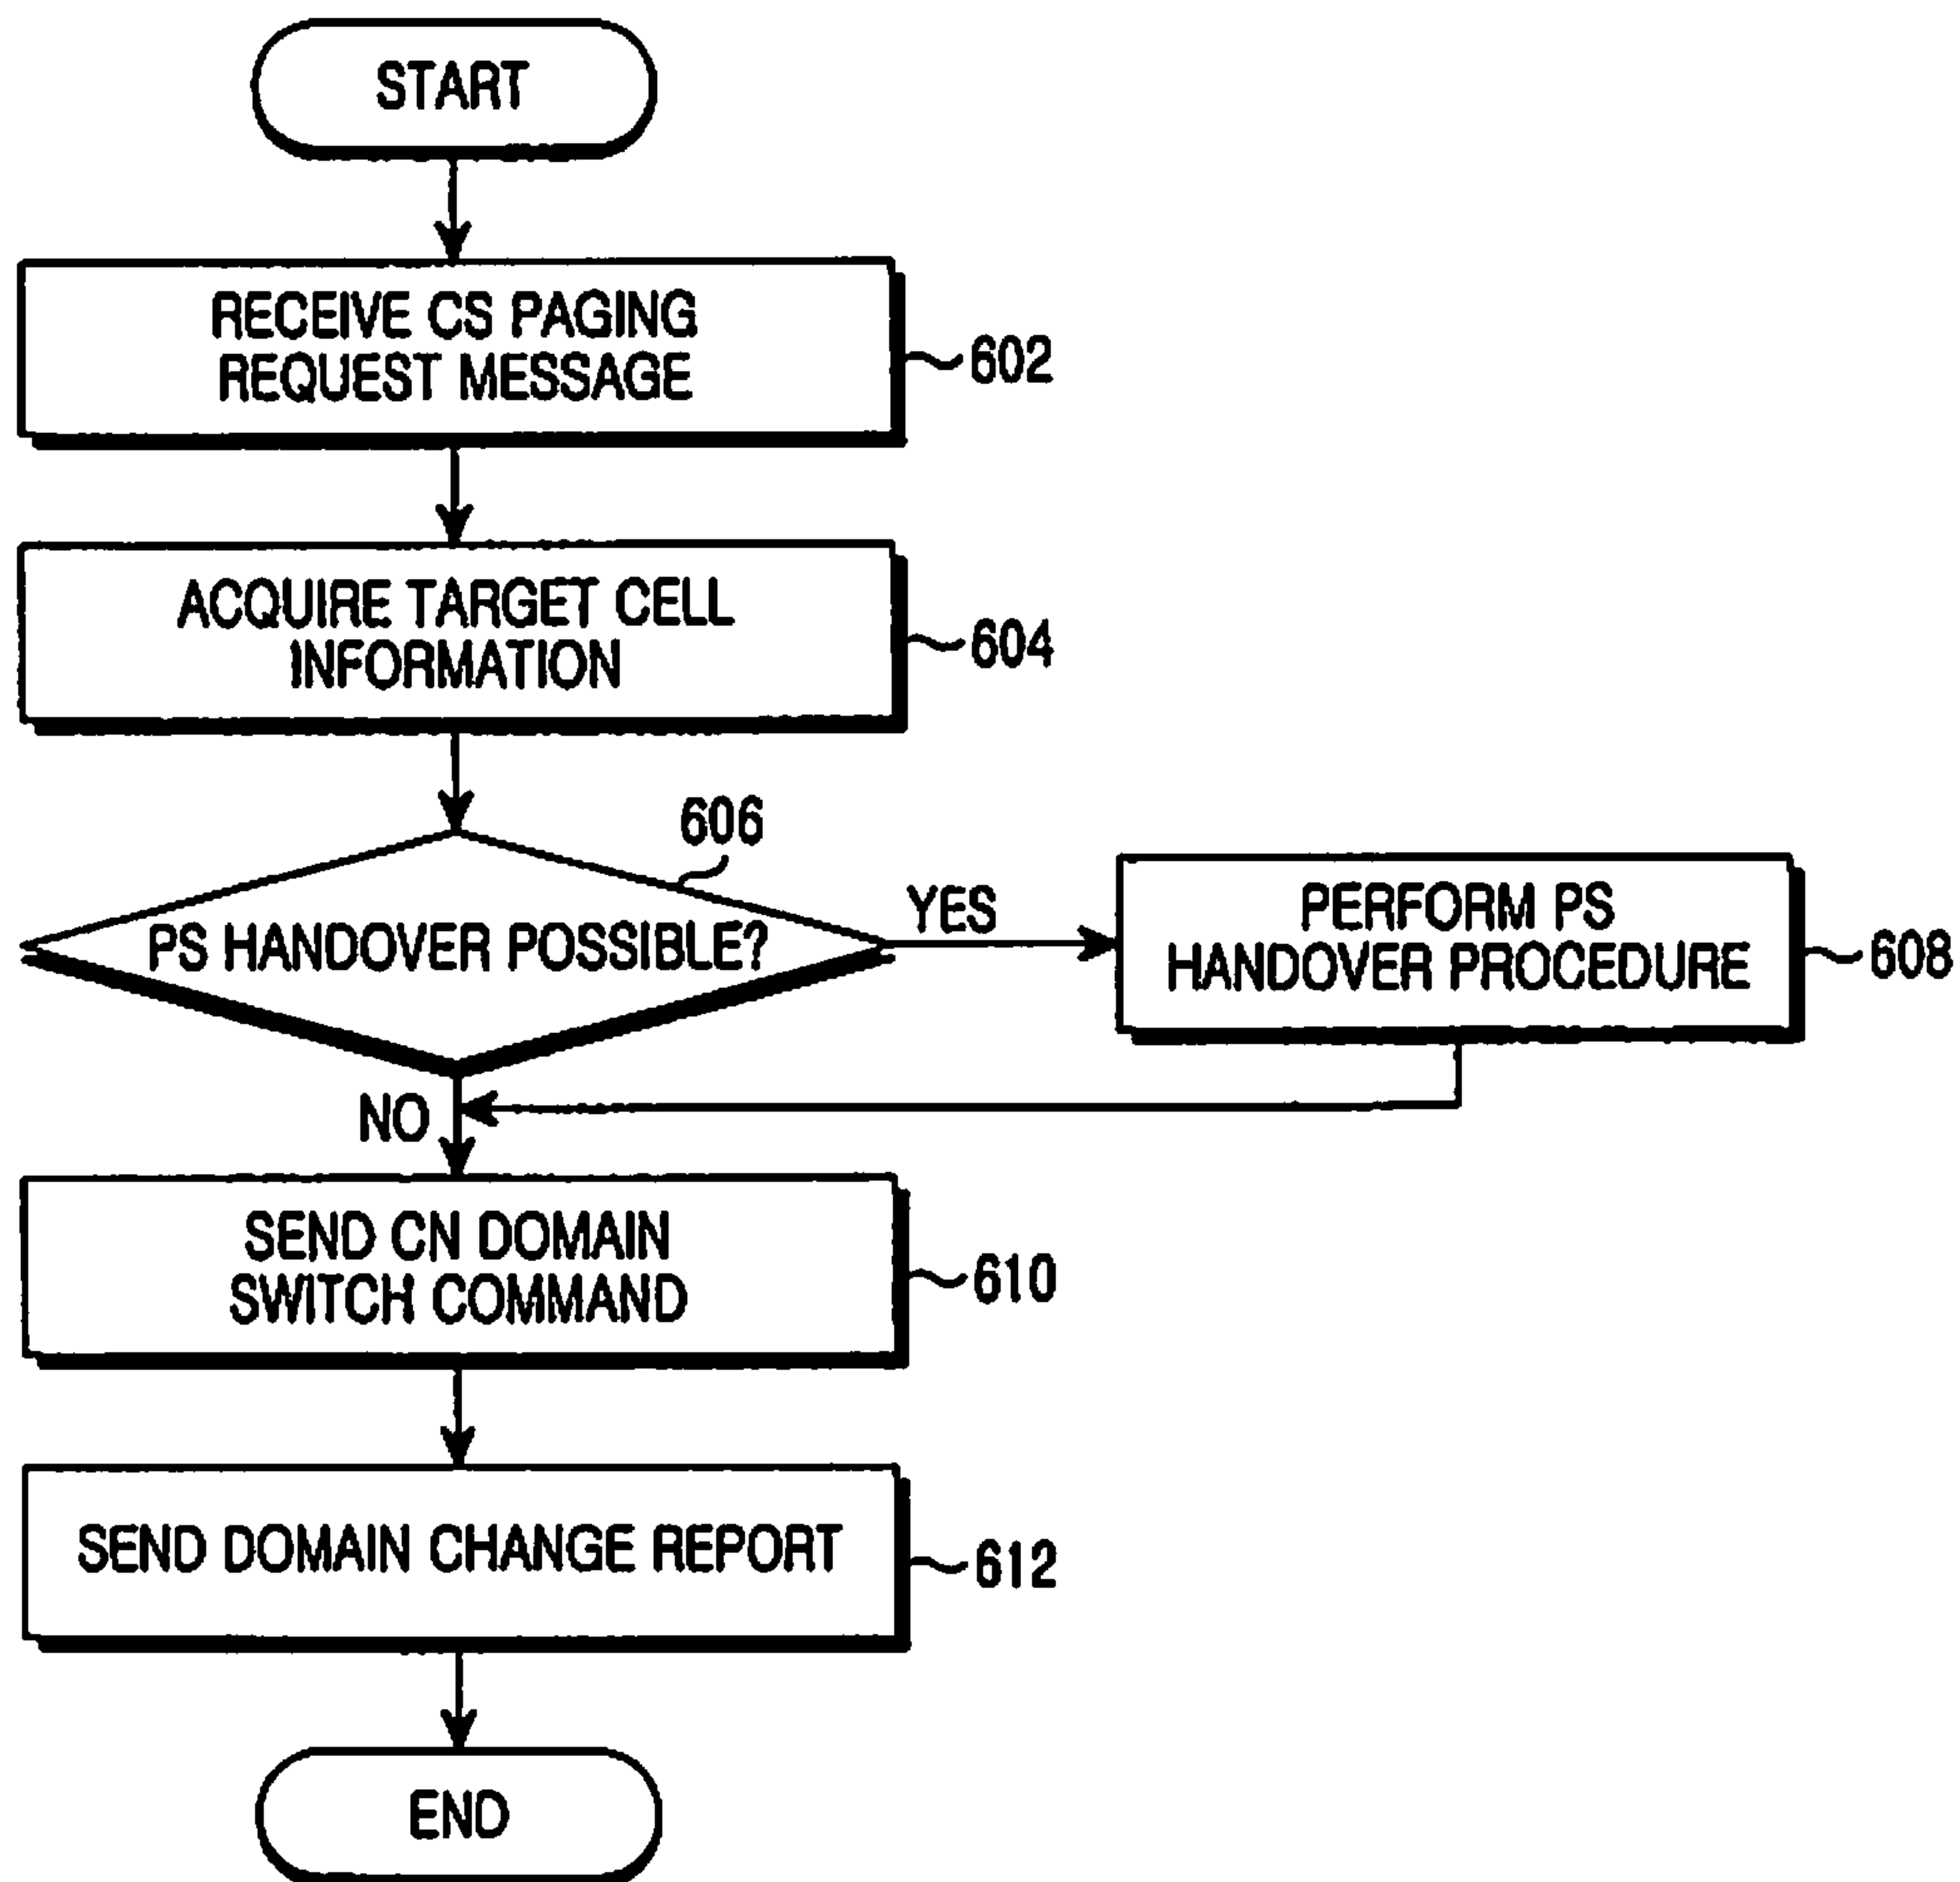 START
RECEIVE CS PAGING
REQUEST MESSAGE
602
ACQUIRE TARGET CELL
INFORMATION
604
606
PS HANDOVER POSSIBLE?
YES
PERFORM PS
HANDOVER PROCEDURE
608
NO
SEND CN DOMAIN
SWITCH COMMAND
610
SEND DOMAIN CHANGE REPORT
612
END